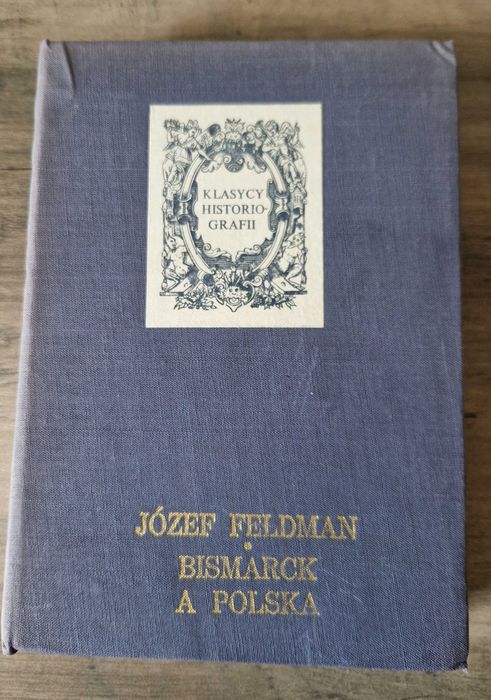 KLASYCY
HISTORIO-
GRAFII
JÓZEF FELDMAN
•
BISMARCK
A POLSKA